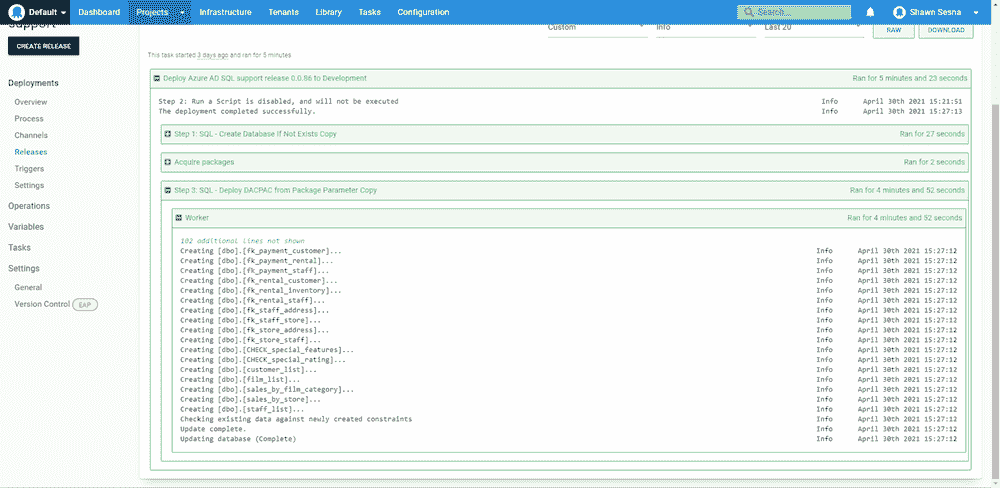 Default
Dashboard
Projects
Infrastructure
Tenants
Library
Tasks
Configuration
Search...
Shawn Sesna
Support
CREATE RELEASE
Custom
Info
Last 20
RAW
DOWNLOAD
This task started 3 days ago and ran for 5 minutes
Deployments
Overview
Process
Channels
Releases
Triggers
Settings
Operations
Variables
Tasks
Settings
General
Version Control EAP
Deploy Azure AD SQL support release 0.0.56 to Development Ran for 5 minutes and 23 seconds
Step 2: Run a Script is disabled, and will not be executed Info April 30th 2021 15:21:51
The deployment completed successfully. Info April 30th 2021 15:27:13
Step 1: SQL - Create Database If Not Exists Copy Ran for 27 seconds
Acquire packages Ran for 2 seconds
Step 3: SQL - Deploy DACPAC from Package Parameter Copy Ran for 4 minutes and 52 seconds
Worker Ran for 4 minutes and 52 seconds
102 additional lines not shown
Creating [dbo].[fk_payment_customer]... Info April 30th 2021 15:27:12
Creating [dbo].[fk_payment_rental]... Info April 30th 2021 15:27:12
Creating [dbo].[fk_payment_staff]... Info April 30th 2021 15:27:12
Creating [dbo].[fk_rental_customer]... Info April 30th 2021 15:27:12
Creating [dbo].[fk_rental_inventory]... Info April 30th 2021 15:27:12
Creating [dbo].[fk_rental_staff]... Info April 30th 2021 15:27:12
Creating [dbo].[fk_staff_address]... Info April 30th 2021 15:27:12
Creating [dbo].[fk_staff_store]... Info April 30th 2021 15:27:12
Creating [dbo].[fk_store_address]... Info April 30th 2021 15:27:12
Creating [dbo].[fk_store_staff]... Info April 30th 2021 15:27:12
Creating [dbo].[CHECK_special_features]... Info April 30th 2021 15:27:12
Creating [dbo].[CHECK_special_rating]... Info April 30th 2021 15:27:12
Creating [dbo].[customer_list]... Info April 30th 2021 15:27:12
Creating [dbo].[film_list]... Info April 30th 2021 15:27:12
Creating [dbo].[sales_by_film_category]... Info April 30th 2021 15:27:12
Creating [dbo].[sales_by_store]... Info April 30th 2021 15:27:12
Creating [dbo].[staff_list]... Info April 30th 2021 15:27:12
Checking existing data against newly created constraints Info April 30th 2021 15:27:12
Update complete. Info April 30th 2021 15:27:12
Updating database (Complete) Info April 30th 2021 15:27:12